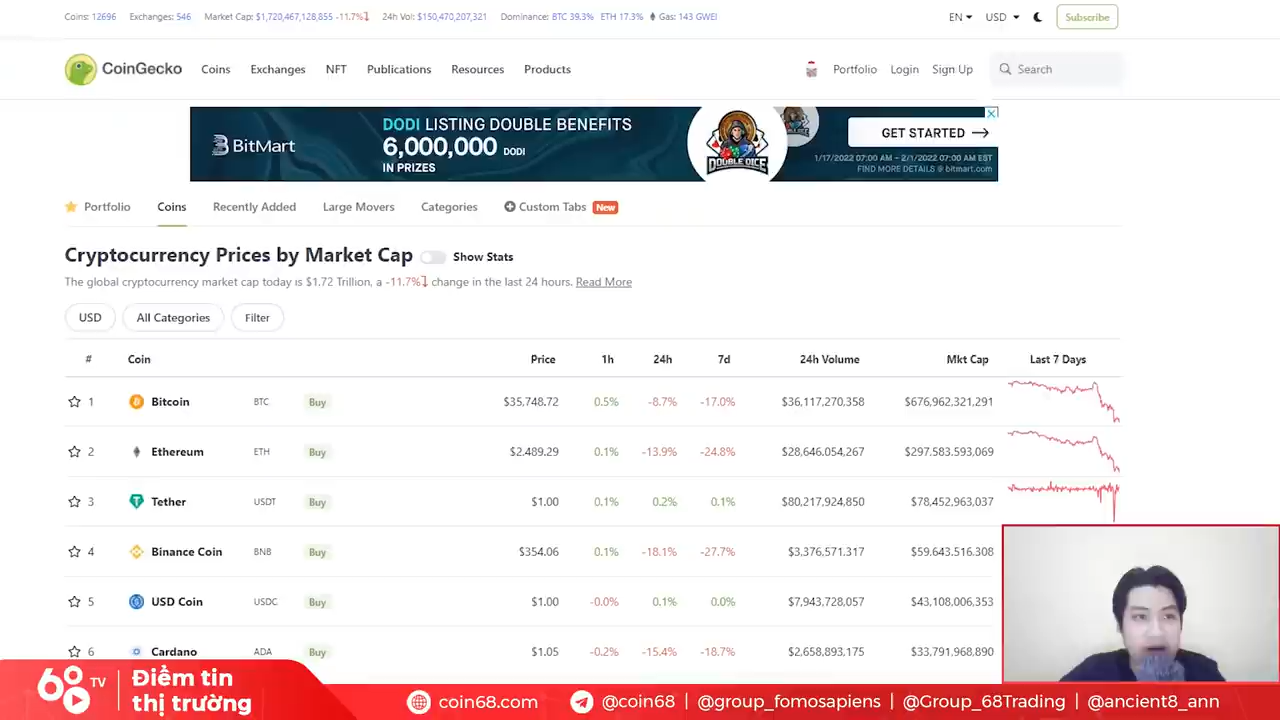 Coins: 12696 Exchanges: 546 Market Cap: $1,720,467,128,855 -11.7% 24h Vol: $150,470,207,321 Dominance: BTC 39.3% ETH 17.3% Gas: 143 GWEI EN USD Subscribe
CoinGecko Coins Exchanges NFT Publications Resources Products Portfolio Login Sign Up Search
BitMart
DODI LISTING DOUBLE BENEFITS
6,000,000 DODI
IN PRIZES
DOUBLE DICE
GET STARTED →
1/17/2022 07:00 AM – 2/1/2022 07:00 AM EST
FIND MORE DETAILS @ bitmart.com
Portfolio Coins Recently Added Large Movers Categories Custom Tabs New
Cryptocurrency Prices by Market Cap Show Stats
The global cryptocurrency market cap today is $1.72 Trillion, a -11.7% change in the last 24 hours. Read More
USD All Categories Filter
# Coin Price 1h 24h 7d 24h Volume Mkt Cap Last 7 Days
1 Bitcoin BTC Buy $35,748.72 0.5% -8.7% -17.0% $36,117,270,358 $676,962,321,291
2 Ethereum ETH Buy $2,489.29 0.1% -13.9% -24.8% $28,646,054,267 $297,583,593,069
3 Tether USDT Buy $1.00 0.1% 0.2% 0.1% $80,217,924,850 $78,452,963,037
4 Binance Coin BNB Buy $354.06 0.1% -18.1% -27.7% $3,376,571,317 $59,643,516,308
5 USD Coin USDC Buy $1.00 -0.0% 0.1% 0.0% $7,943,728,057 $43,108,006,353
6 Cardano ADA Buy $1.05 -0.2% -15.4% -18.7% $2,658,893,175 $33,791,968,890
68 TV
Điểm tin
thị trường
coin68.com @coin68 | @group_fomosapiens | @Group_68Trading | @ancient8_ann